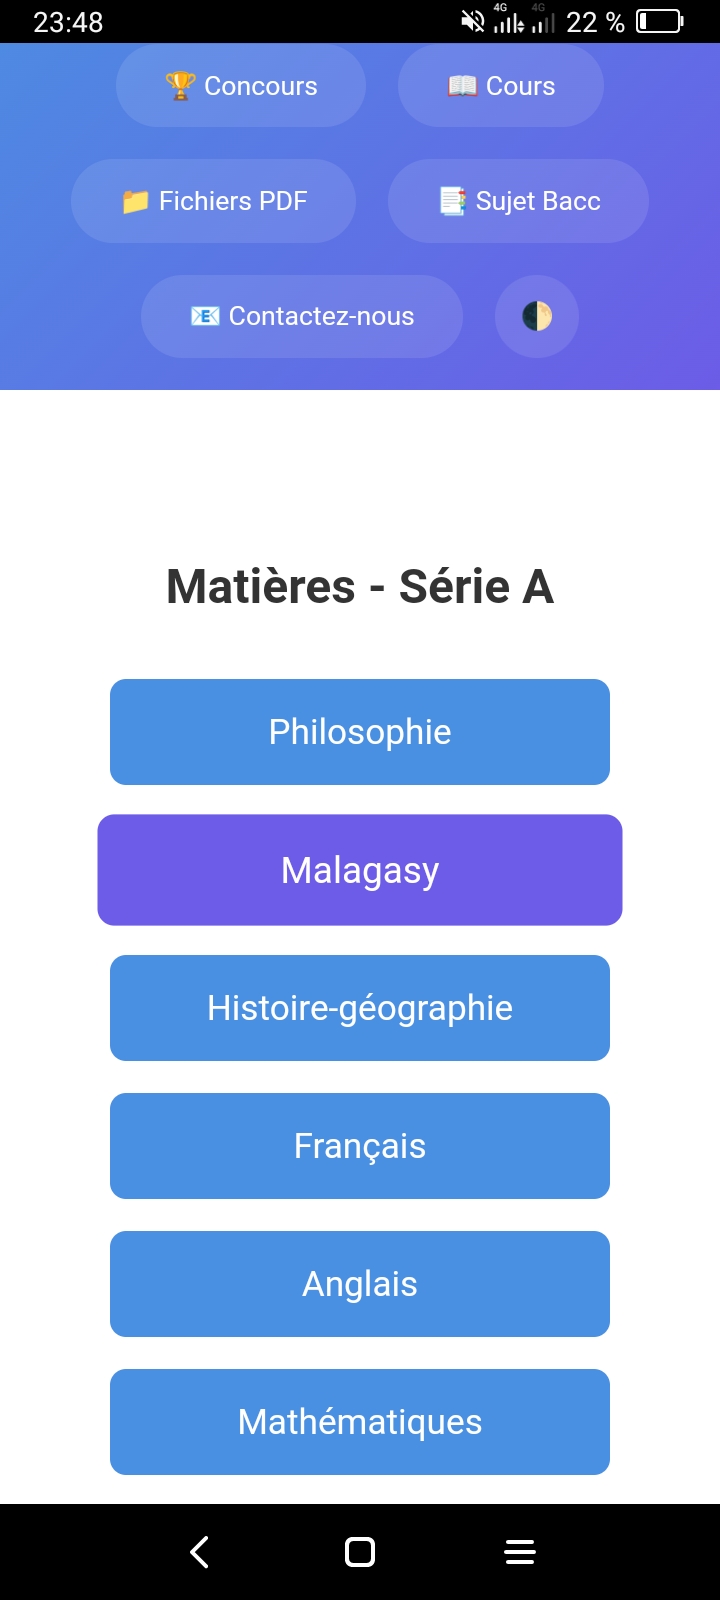 23:48 4G 4G 22 %
🏆 Concours 📖 Cours
📁 Fichiers PDF 📑 Sujet Bacc
📧 Contactez-nous 🌓
Matières - Série A
Philosophie
Malagasy
Histoire-géographie
Français
Anglais
Mathématiques